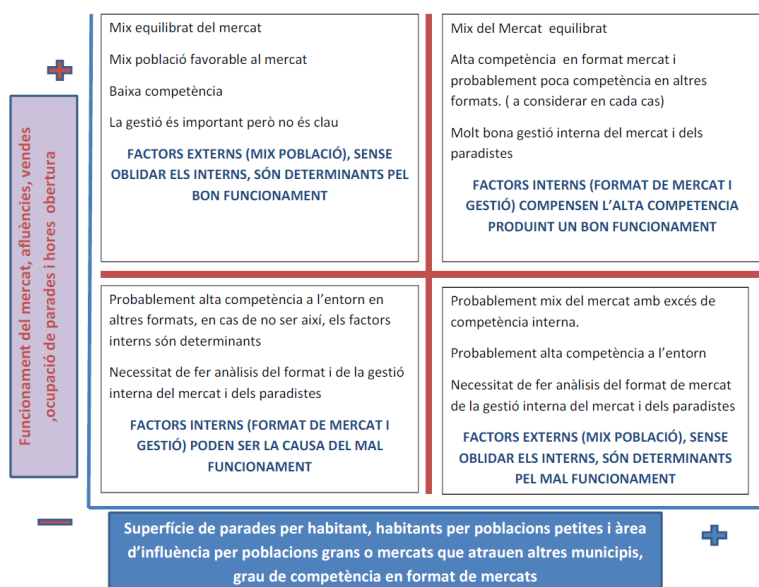 Mix equilibrat del mercat
Mix població favorable al mercat
Baixa competència
La gestió és important però no és clau
FACTORS EXTERNS (MIX POBLACIÓ), SENSE
OBLIDAR ELS INTERNS, SÓN DETERMINANTS PEL
BON FUNCIONAMENT
Mix del Mercat equilibrat
Alta competència en format mercat i
probablement poca competència en altres
formats. ( a considerar en cada cas)
Molt bona gestió interna del mercat i dels
paradistes
FACTORS INTERNS (FORMAT DE MERCAT I
GESTIÓ) COMPENSEN L'ALTA COMPETENCIA
PRODUINT UN BON FUNCIONAMENT
Funcionament del mercat, afluències, vendes
,ocupació de parades i hores obertura
Probablement alta competència a l'entorn en
altres formats, en cas de no ser així, els factors
interns són determinants
Necessitat de fer anàlisis del format i de la gestió
interna del mercat i dels paradistes
FACTORS INTERNS (FORMAT DE MERCAT I
GESTIÓ) PODEN SER LA CAUSA DEL MAL
FUNCIONAMENT
Probablement mix del mercat amb excés de
competència interna.
Probablement alta competència a l'entorn
Necessitat de fer anàlisis del format de mercat
de la gestió interna del mercat i dels paradistes
FACTORS EXTERNS (MIX POBLACIÓ), SENSE
OBLIDAR ELS INTERNS, SÓN DETERMINANTS
PEL MAL FUNCIONAMENT
Superfície de parades per habitant, habitants per poblacions petites i àrea
d'influència per poblacions grans o mercats que atrauen altres municipis,
grau de competència en format de mercats